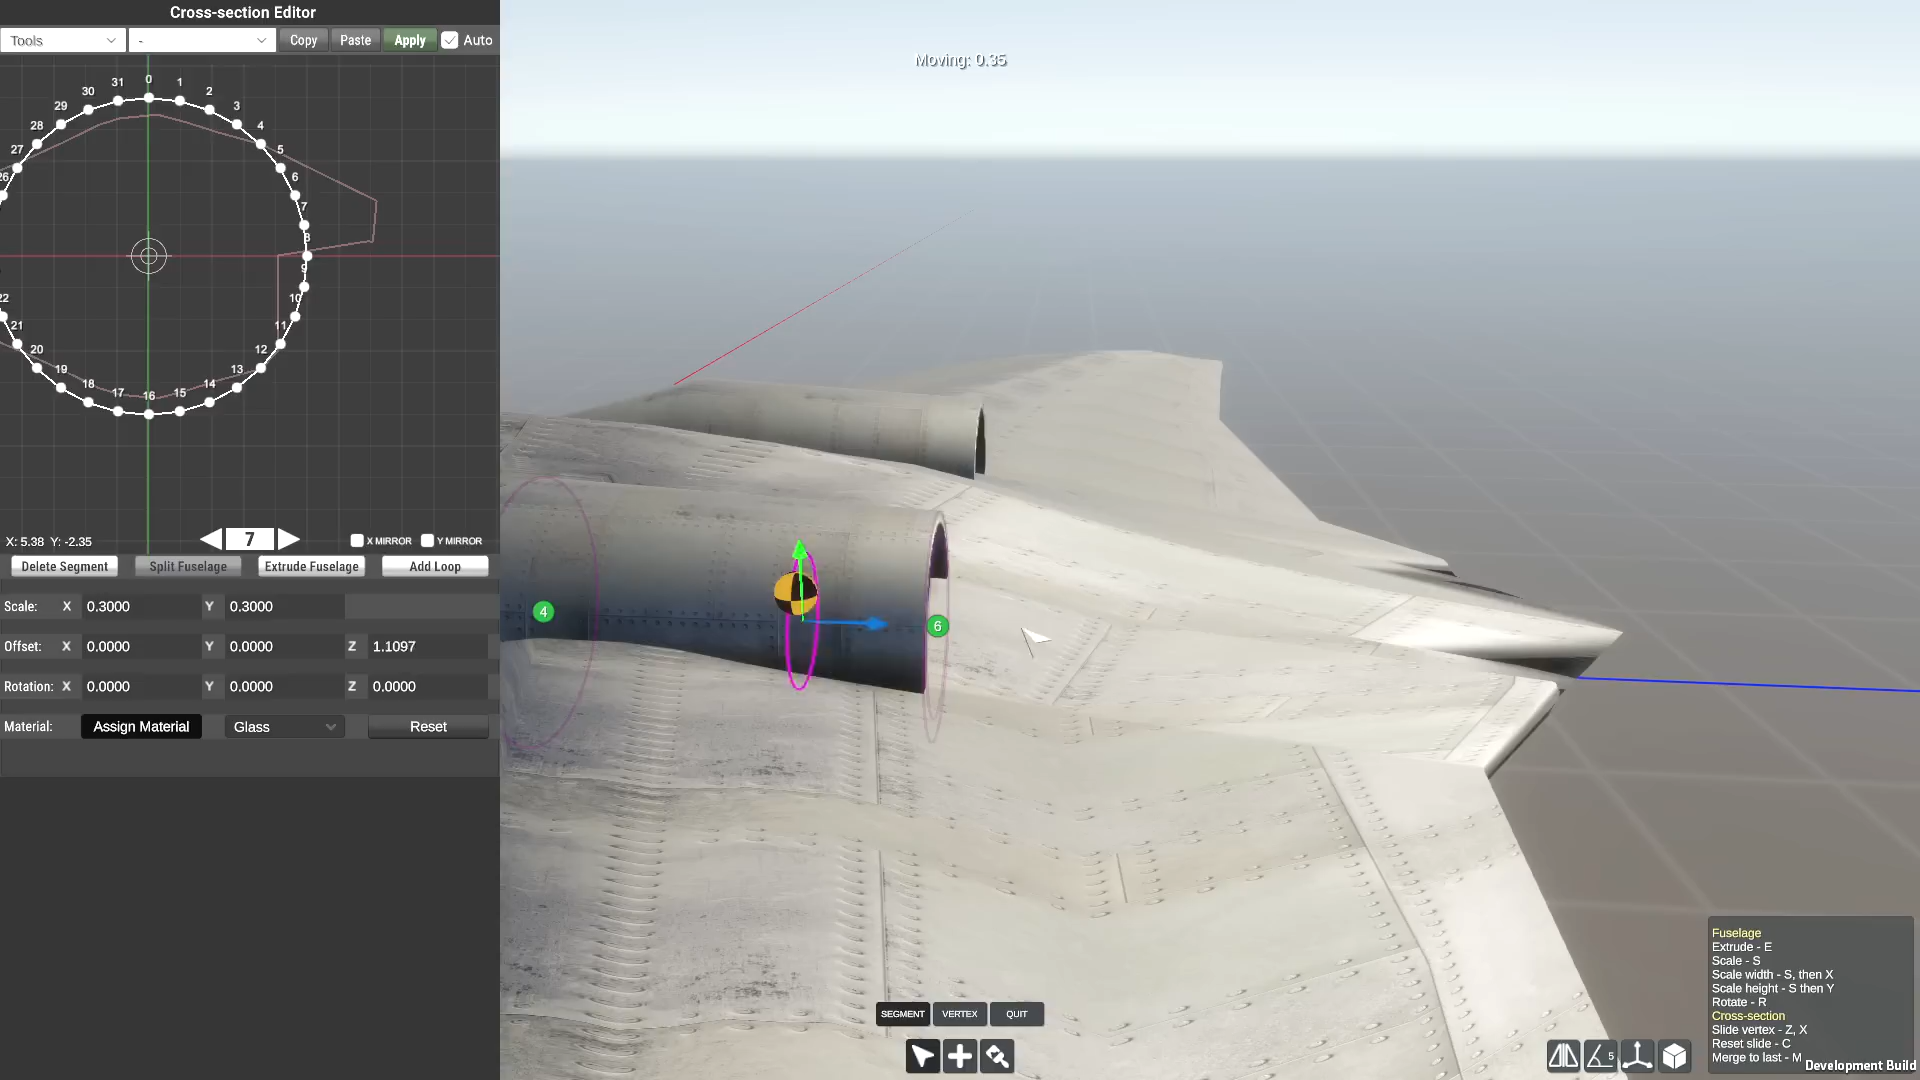 Cross-section Editor
Tools
-
Copy
Paste
Apply
Auto
Moving: 0.35
31 0 1
30 2
29 3
28 4
27 5
26 6
7
8
9
22 10
21 11
20 12
19 13
18 14
17 16 15
X: 5.38 Y: -2.35
7
X MIRROR
Y MIRROR
Delete Segment
Split Fuselage
Extrude Fuselage
Add Loop
Scale: X 0.3000 Y 0.3000
Offset: X 0.0000 Y 0.0000 Z 1.1097
Rotation: X 0.0000 Y 0.0000 Z 0.0000
Material: Assign Material Glass Reset
4
6
SEGMENT
VERTEX
QUIT
5
Fuselage
Extrude - E
Scale - S
Scale width - S, then X
Scale height - S then Y
Rotate - R
Cross-section
Slide vertex - Z, X
Reset slide - C
Merge to last - M
Development Build